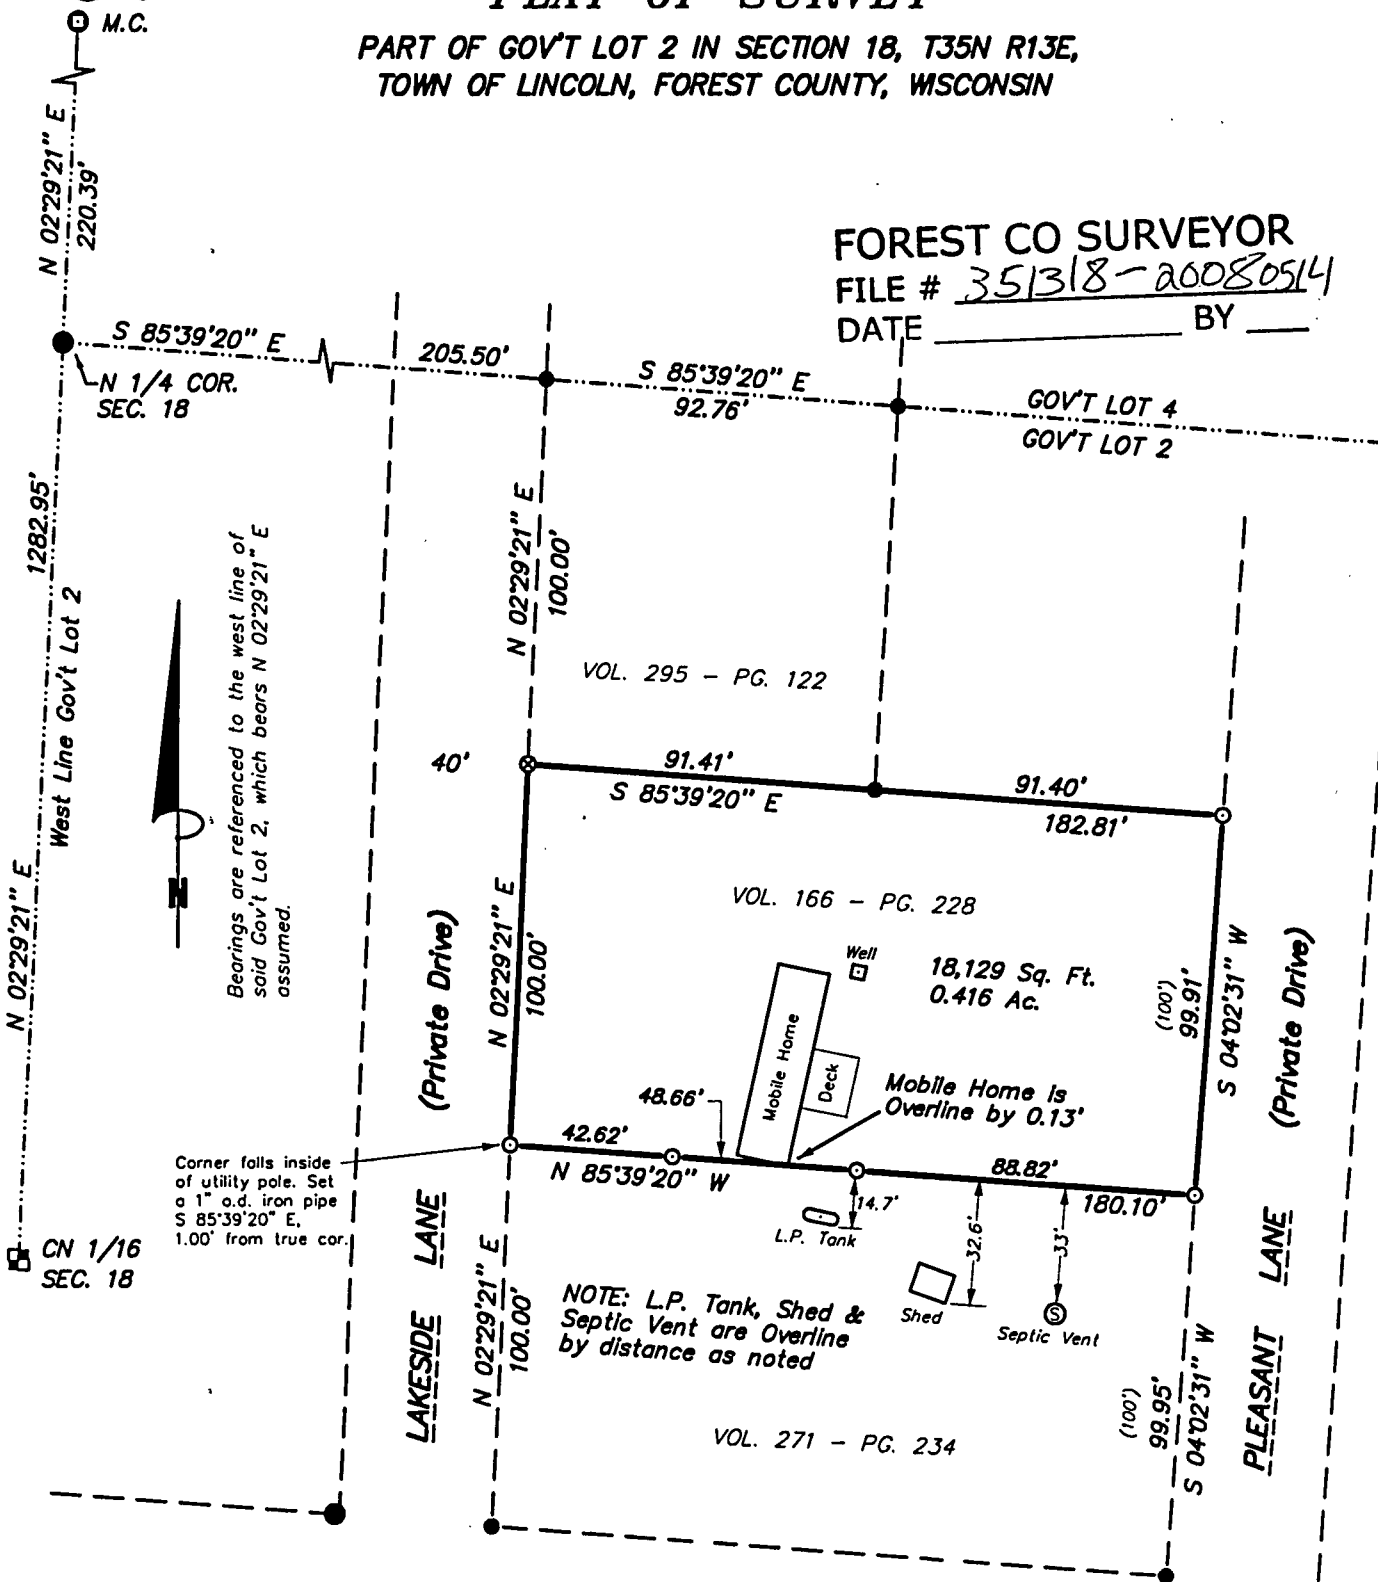 PLAT OF SURVEY
M.C.
PART OF GOV'T LOT 2 IN SECTION 18, T35N R13E,
TOWN OF LINCOLN, FOREST COUNTY, WISCONSIN
N 02°29'21" E
220.39'
FOREST CO SURVEYOR
FILE # 351318-20080514
DATE BY
S 85°39'20" E
205.50'
S 85°39'20" E
92.76'
GOV'T LOT 4
GOV'T LOT 2
N 1/4 COR.
SEC. 18
1282.95'
West Line Gov't Lot 2
N 02°29'21" E
Bearings are referenced to the west line of
said Gov't Lot 2, which bears N 02°29'21" E
assumed.
N
N 02°29'21" E
100.00'
VOL. 295 - PG. 122
40'
91.41'
S 85°39'20" E
91.40'
182.81'
VOL. 166 - PG. 228
N 02°29'21" E
100.00'
(Private Drive)
LAKESIDE LANE
Well
18,129 Sq. Ft.
0.416 Ac.
Mobile Home
Deck
Mobile Home is
Overline by 0.13'
(100')
99.91'
S 04°02'31" W
(Private Drive)
PLEASANT LANE
48.66'
42.62'
N 85°39'20" W
88.82'
180.10'
Corner falls inside
of utility pole. Set
a 1" o.d. iron pipe
S 85°39'20" E,
1.00' from true cor.
CN 1/16
SEC. 18
14.7'
L.P. Tank
32.6'
Shed
33'
S
Septic Vent
NOTE: L.P. Tank, Shed &
Septic Vent are Overline
by distance as noted
N 02°29'21" E
100.00'
(100')
99.95'
S 04°02'31" W
VOL. 271 - PG. 234